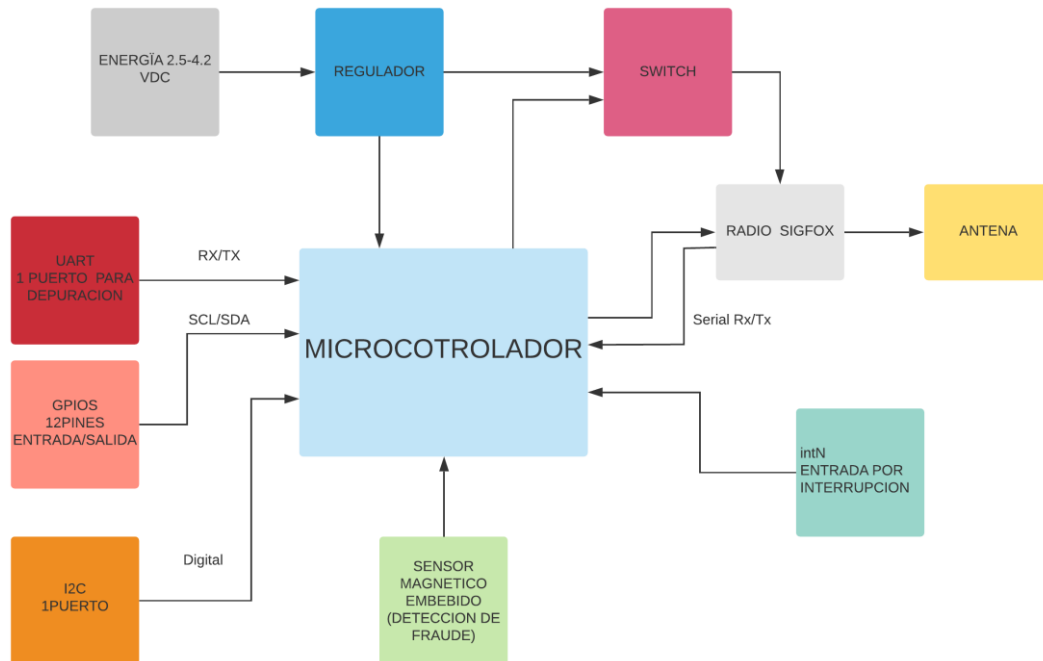 ENERGÏA 2.5-4.2
VDC
REGULADOR
SWITCH
RADIO SIGFOX
ANTENA
UART
1 PUERTO PARA
DEPURACION
RX/TX
SCL/SDA
GPIOS
12PINES
ENTRADA/SALIDA
MICROCOTROLADOR
Serial Rx/Tx
intN
ENTRADA POR
INTERRUPCION
I2C
1PUERTO
Digital
SENSOR
MAGNETICO
EMBEBIDO
(DETECCION DE
FRAUDE)